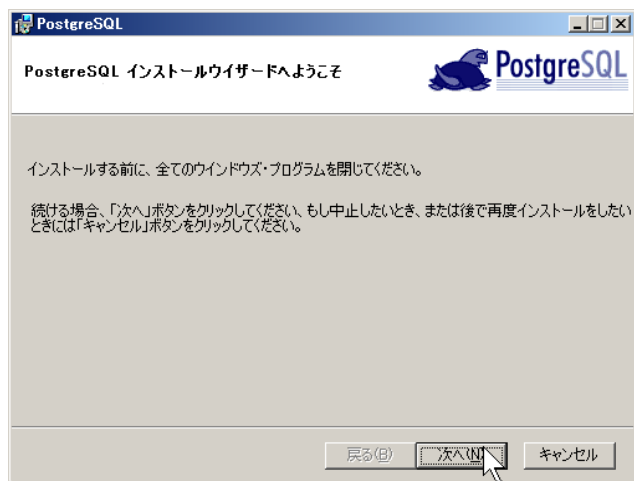 PostgreSQL
PostgreSQL インストールウイザードへようこそ
PostgreSQL
インストールする前に、全てのウインドウズ・プログラムを閉じてください。
続ける場合、「次へ」ボタンをクリックしてください、もし中止したいとき、または後で再度インストールをしたい
ときには「キャンセル」ボタンをクリックしてください。
戻る(B)
次へ(N)
キャンセル